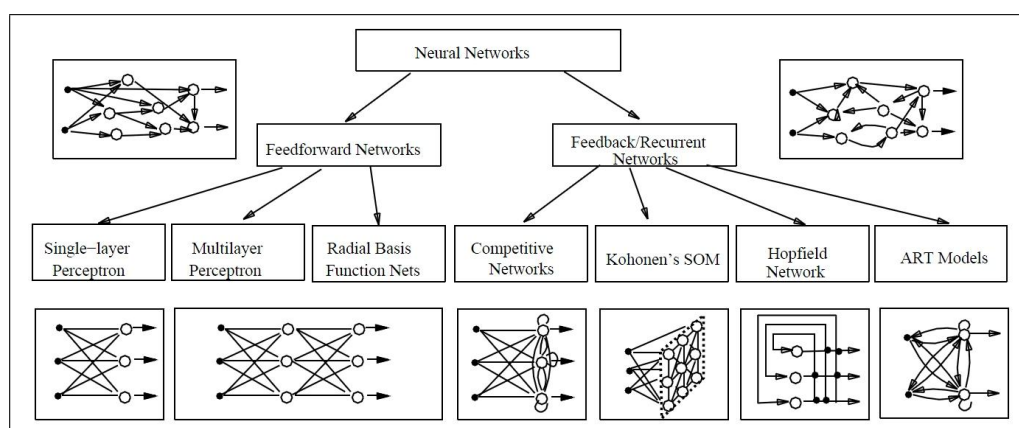 Neural Networks
Feedforward Networks
Feedback/Recurrent
Networks
Single−layer
Perceptron
Multilayer
Perceptron
Radial Basis
Function Nets
Competitive
Networks
Kohonen's SOM
Hopfield
Network
ART Models